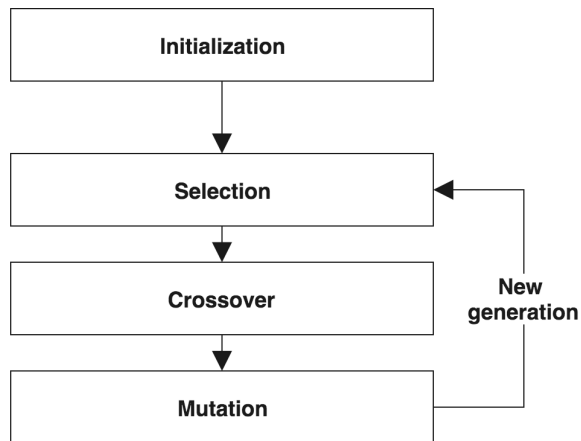 Initialization
Selection
Crossover
New
generation
Mutation